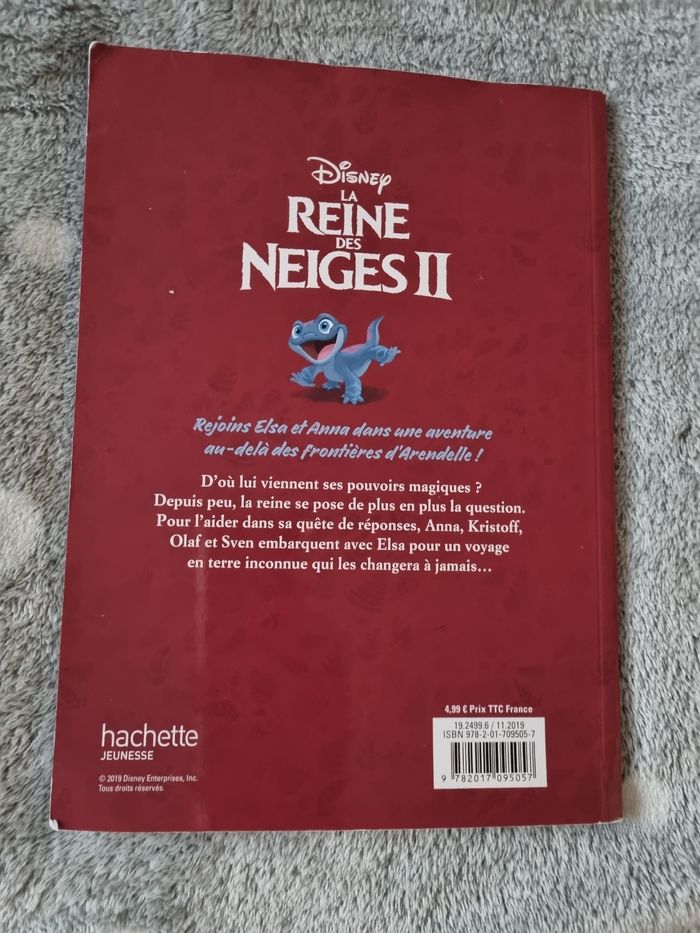 Disney
LA
REINE
DES
NEIGES II
Rejoins Elsa et Anna dans une aventure
au-delà des frontières d'Arendelle !
D'où lui viennent ses pouvoirs magiques ?
Depuis peu, la reine se pose de plus en plus la question.
Pour l'aider dans sa quête de réponses, Anna, Kristoff,
Olaf et Sven embarquent avec Elsa pour un voyage
en terre inconnue qui les changera à jamais…
4,99 € Prix TTC France
19.2499.6 / 11.2019
ISBN 978-2-01-709505-7
9 782017 095057
hachette
JEUNESSE
© 2019 Disney Enterprises, Inc.
Tous droits réservés.